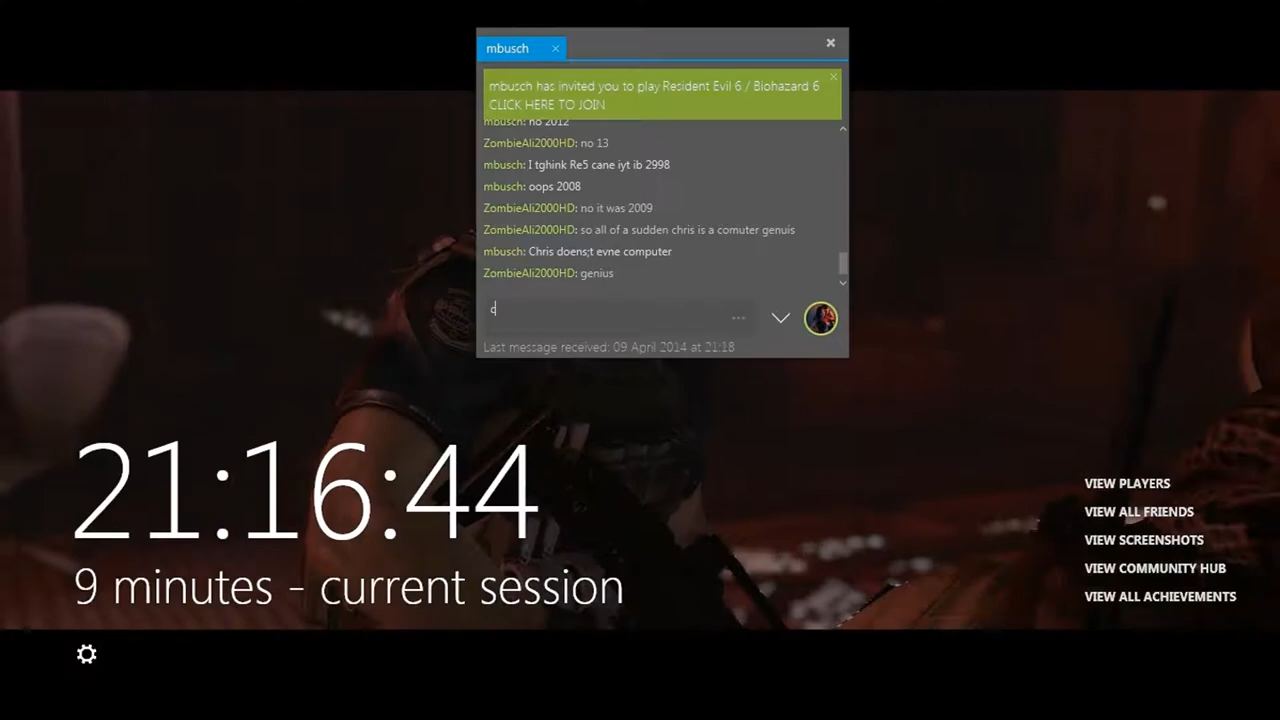 mbusch
mbusch has invited you to play Resident Evil 6 / Biohazard 6
CLICK HERE TO JOIN
mbusch: no 2012
ZombieAli2000HD: no 13
mbusch: I tghink Re5 cane iyt ib 2998
mbusch: oops 2008
ZombieAli2000HD: no it was 2009
ZombieAli2000HD: so all of a sudden chris is a comuter genuis
mbusch: Chris doens;t evne computer
ZombieAli2000HD: genius
c
Last message received: 09 April 2014 at 21:18
21:16:44
9 minutes - current session
VIEW PLAYERS
VIEW ALL FRIENDS
VIEW SCREENSHOTS
VIEW COMMUNITY HUB
VIEW ALL ACHIEVEMENTS